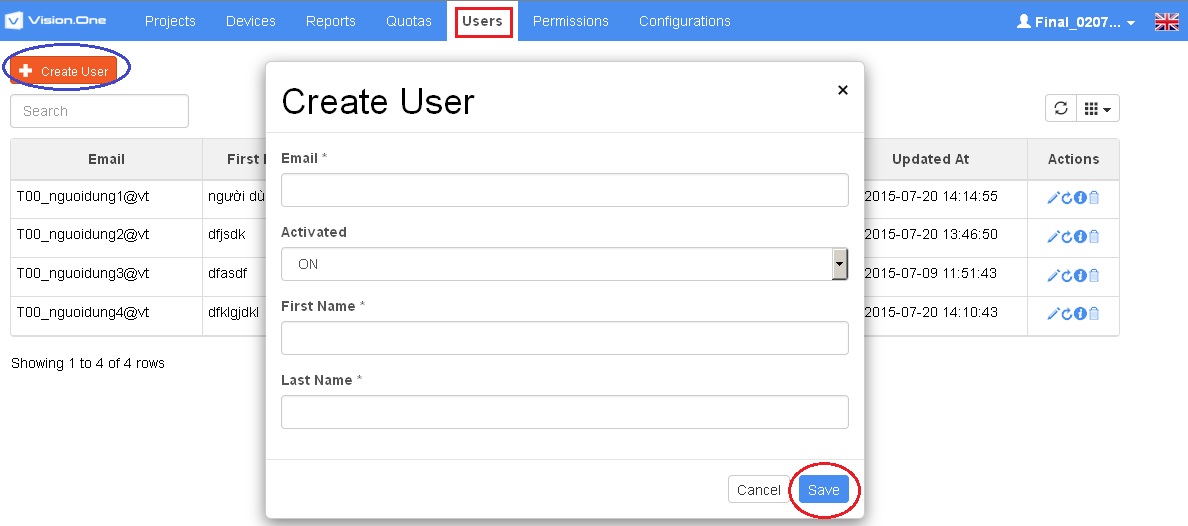 Vision.One Projects Devices Reports Quotas Users Permissions Configurations Final_0207...
Create User
Search
Create User
×
Email *
Activated
ON
First Name *
Last Name *
Cancel Save
Email First Updated At Actions
T00_nguoidung1@vt người dù 2015-07-20 14:14:55
T00_nguoidung2@vt dfjsdk 2015-07-20 13:46:50
T00_nguoidung3@vt dfasdf 2015-07-09 11:51:43
T00_nguoidung4@vt dfklgjdkl 2015-07-20 14:10:43
Showing 1 to 4 of 4 rows